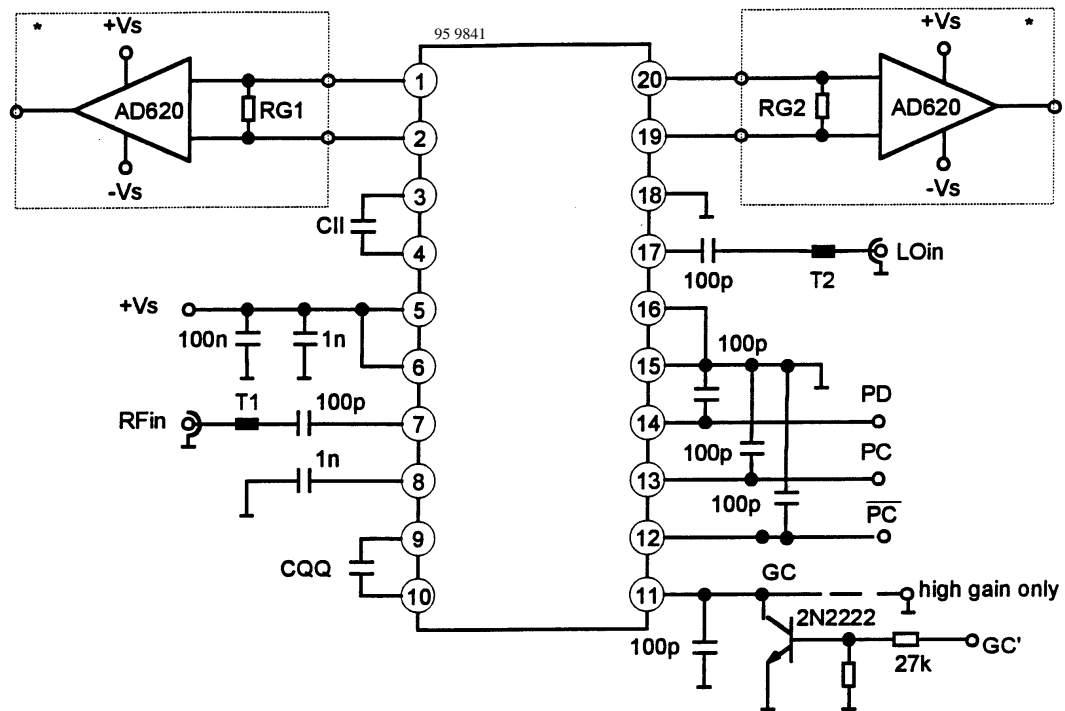 *
+Vs
AD620
RG1
-Vs
95 9841
+Vs
*
RG2
AD620
-Vs
1
2
3
4
5
6
7
8
9
10
20
19
18
17
16
15
14
13
12
11
CII
+Vs
100n
1n
RFin
T1
100p
1n
CQQ
100p
T2
LOin
100p
PD
100p
PC
100p
PC
GC
high gain only
100p
2N2222
27k
GC'